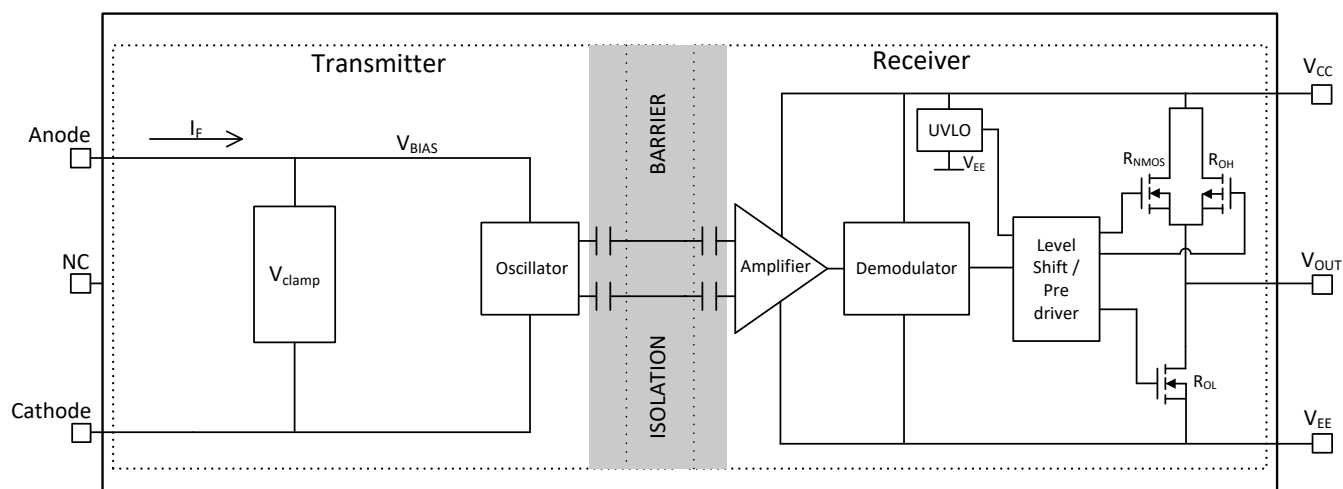 Transmitter
Receiver
BARRIER
ISOLATION
Anode
I_F
V_BIAS
NC
V_clamp
Cathode
Oscillator
Amplifier
Demodulator
UVLO
V_EE
Level
Shift /
Pre
driver
R_NMOS
R_OH
R_OL
V_CC
V_OUT
V_EE